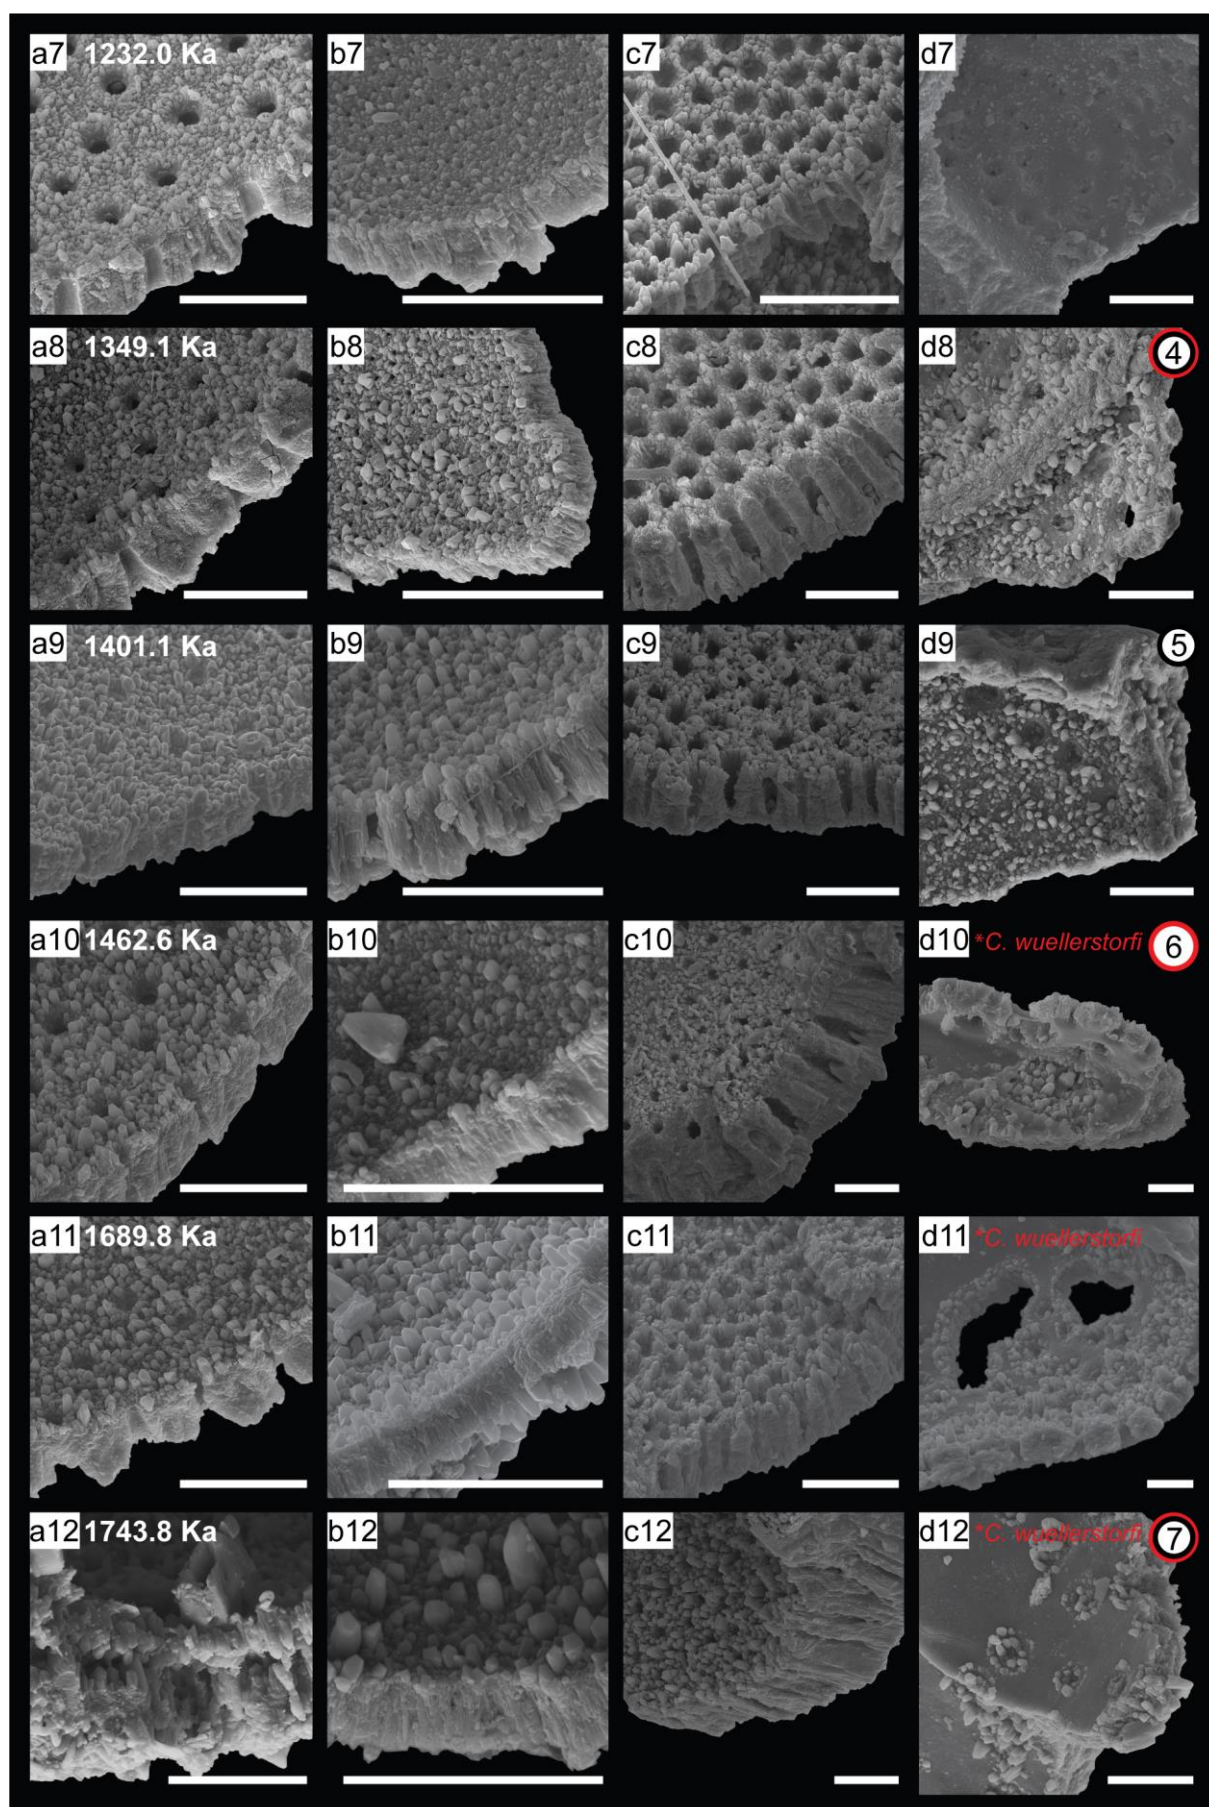 a7 1232.0 Ka b7 c7 d7
a8 1349.1 Ka b8 c8 d8 4
a9 1401.1 Ka b9 c9 d9 5
a10 1462.6 Ka b10 c10 d10 *C. wuellerstorfi 6
a11 1689.8 Ka b11 c11 d11 *C. wuellerstorfi
a12 1743.8 Ka b12 c12 d12 *C. wuellerstorfi 7